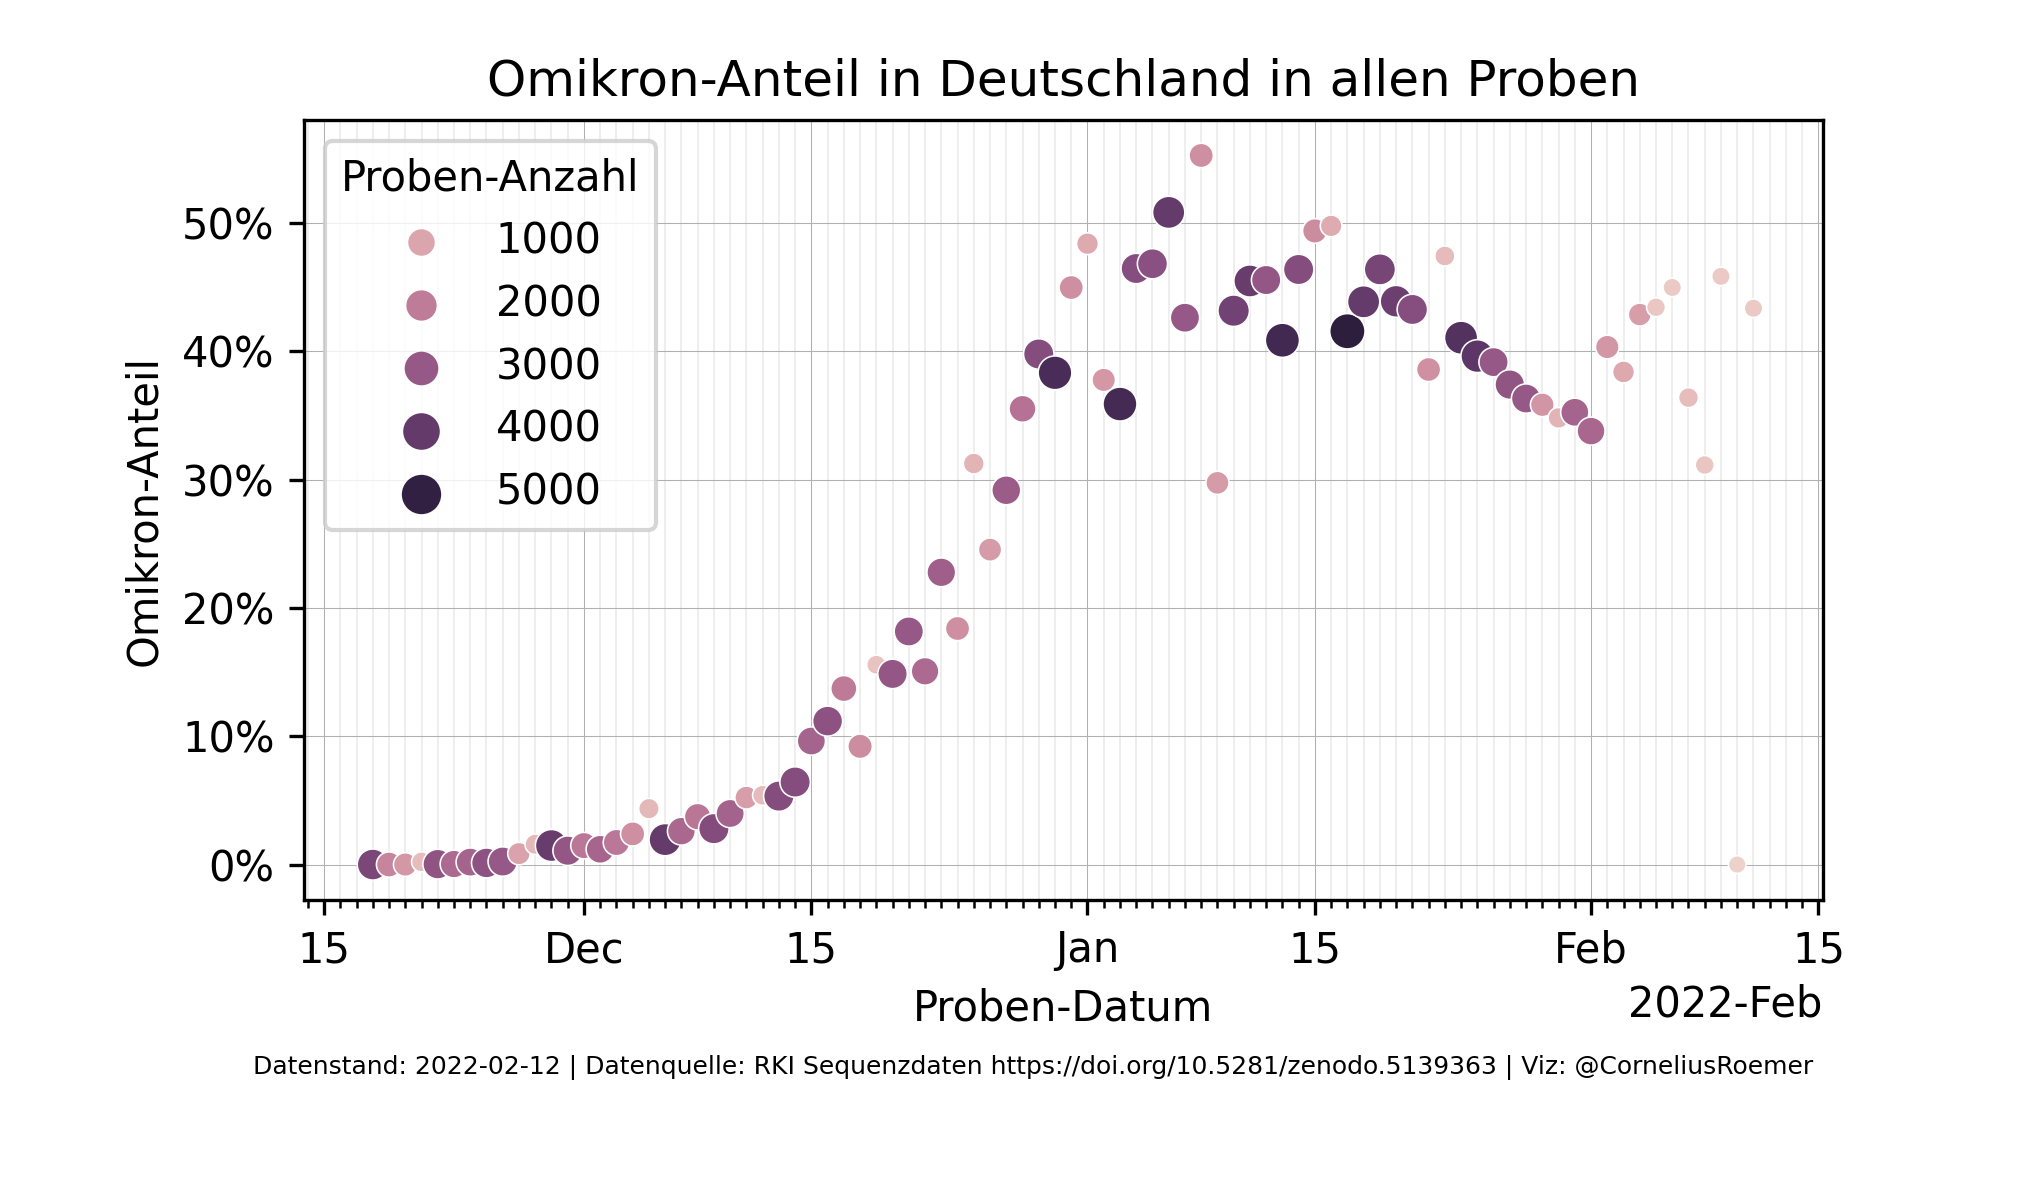 Omikron-Anteil in Deutschland in allen Proben
Proben-Anzahl
1000
2000
3000
4000
5000
50%
40%
30%
20%
10%
0%
Omikron-Anteil
15 Dec 15 Jan 15 Feb 15
Proben-Datum
2022-Feb
Datenstand: 2022-02-12 | Datenquelle: RKI Sequenzdaten https://doi.org/10.5281/zenodo.5139363 | Viz: @CorneliusRoemer